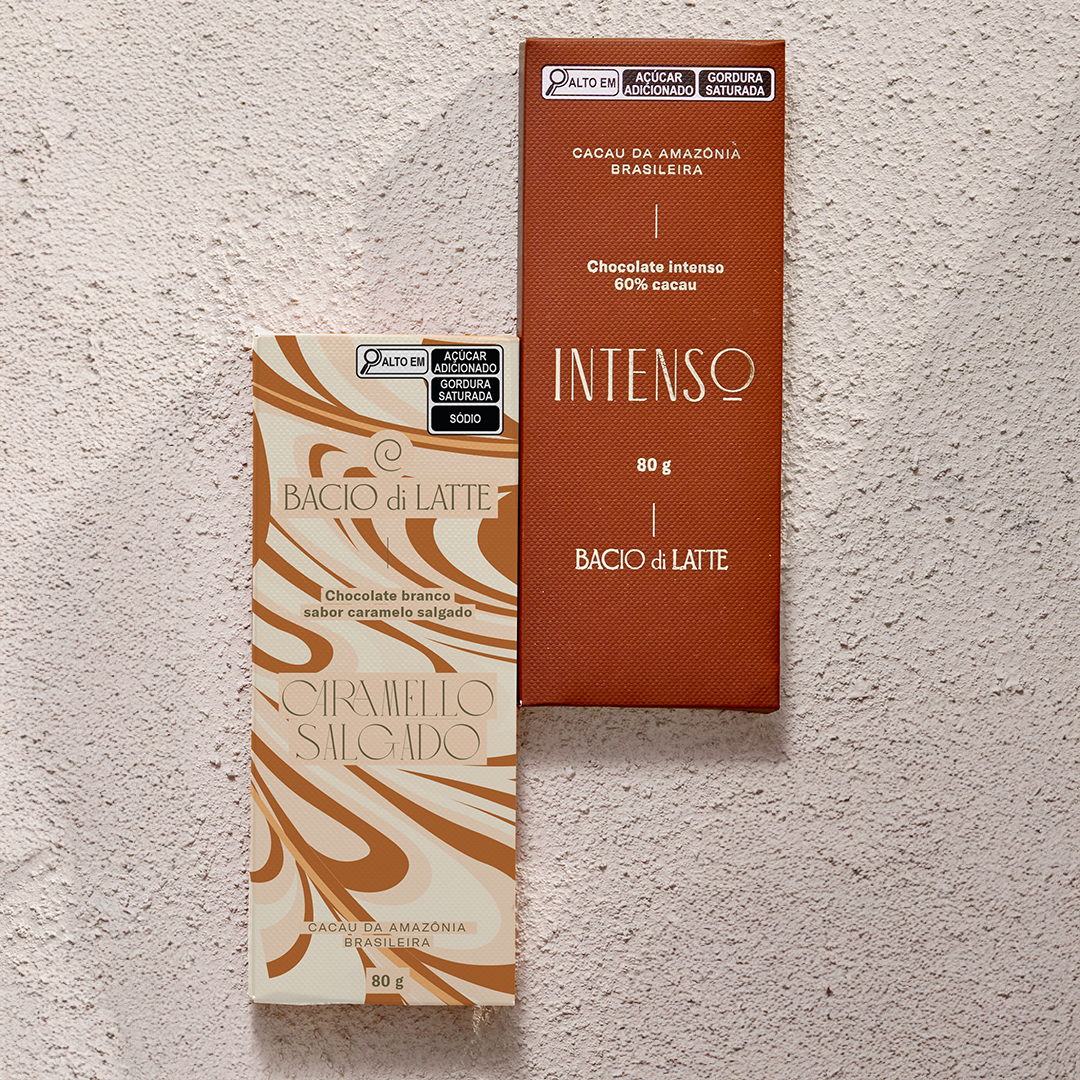 ALTO EM
AÇÚCAR
ADICIONADO
GORDURA
SATURADA
CACAU DA AMAZÔNIA
BRASILEIRA
Chocolate intenso
60% cacau
INTENSO
80 g
BACIO di LATTE
ALTO EM
AÇÚCAR
ADICIONADO
GORDURA
SATURADA
SÓDIO
BACIO di LATTE
Chocolate branco
sabor caramelo salgado
CARAMELLO
SALGADO
CACAU DA AMAZÔNIA
BRASILEIRA
80 g